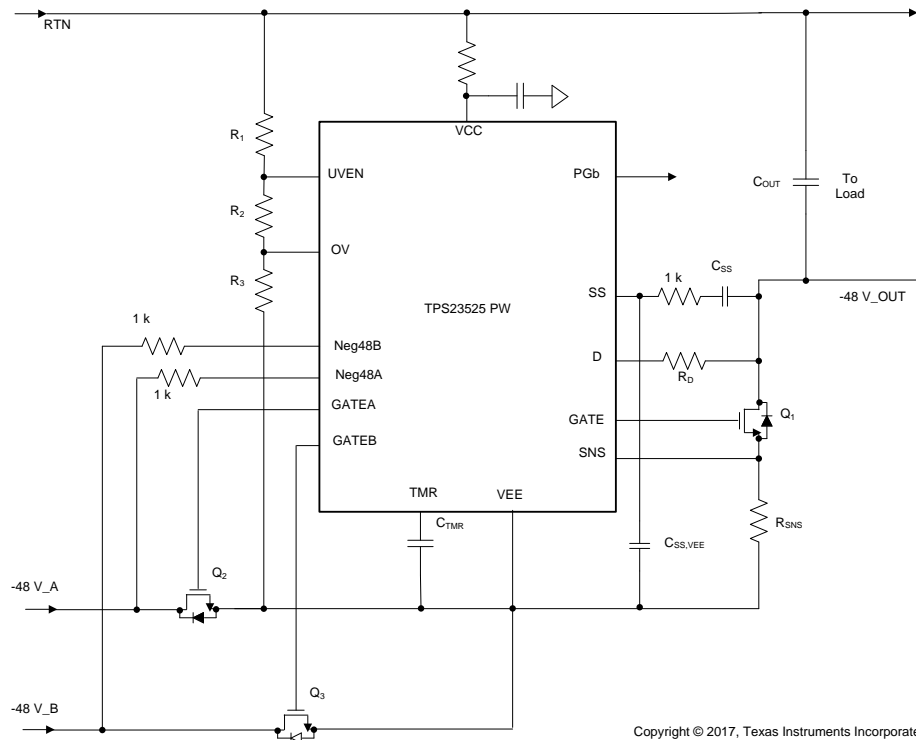 RTN
R1
R2
R3
VCC
UVEN
PGb
OV
COUT
To
Load
SS
1 k
CSS
-48 V_OUT
TPS23525 PW
1 k
Neg48B
D
RD
Neg48A
1 k
GATEA
GATE
Q1
GATEB
SNS
TMR
VEE
CTMR
RSNS
CSS,VEE
-48 V_A
Q2
-48 V_B
Q3
Copyright © 2017, Texas Instruments Incorporate